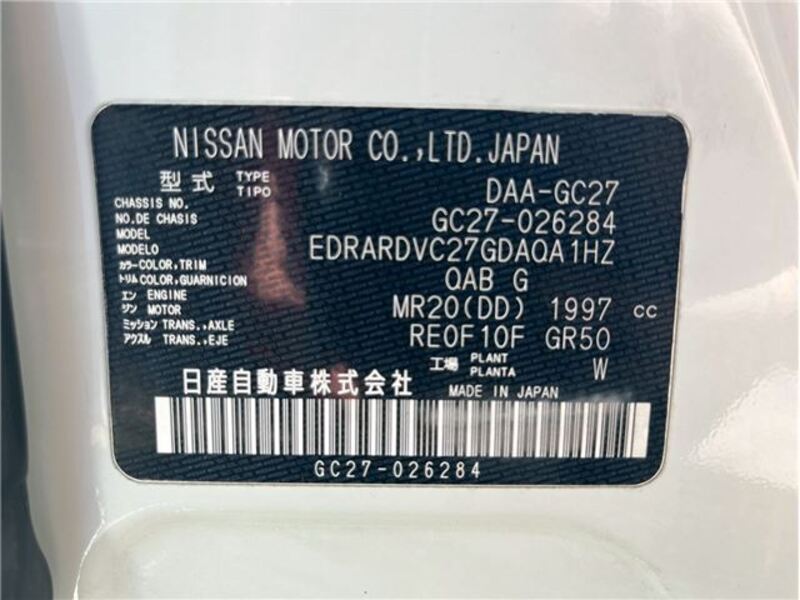 NISSAN MOTOR CO.,LTD.JAPAN
型式 TYPE TIPO DAA-GC27
CHASSIS NO. NO.DE CHASIS GC27-026284
MODEL MODELO EDRARDVC27GDAQA1HZ
カラー COLOR,TRIM
トリム COLOR,GUARNICION QAB G
エン ENGINE
ジン MOTOR MR20(DD) 1997 cc
ミッション TRANS.,AXLE
アクスル TRANS.,EJE RE0F10F GR50
工場 PLANT PLANTA W
日産自動車株式会社 MADE IN JAPAN
GC27-026284